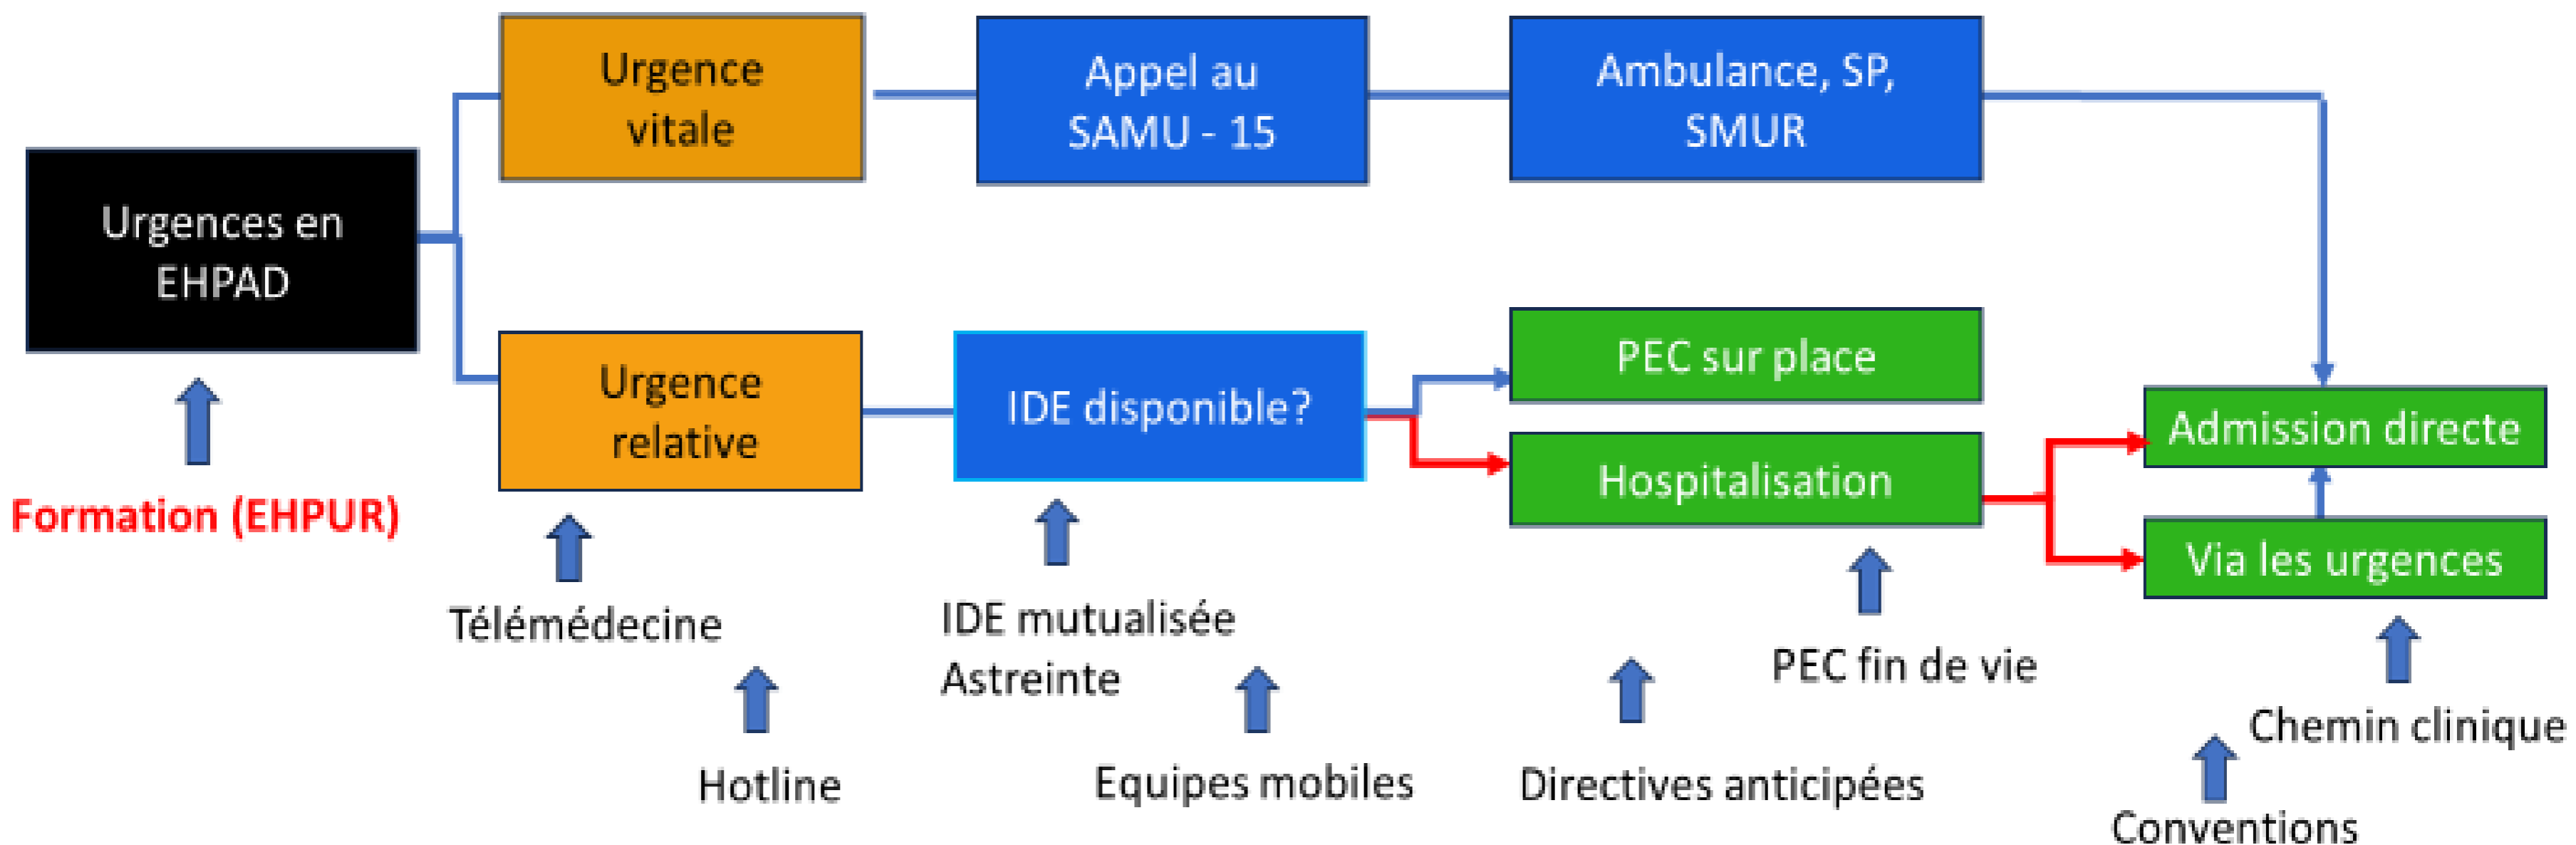 Urgences en
EHPAD
Formation (EHPUR)
Urgence
vitale
Appel au
SAMU - 15
Ambulance, SP,
SMUR
Urgence
relative
IDE disponible?
PEC sur place
Hospitalisation
Admission directe
Via les urgences
Télémédecine
Hotline
IDE mutualisée
Astreinte
Equipes mobiles
Directives anticipées
PEC fin de vie
Chemin clinique
Conventions